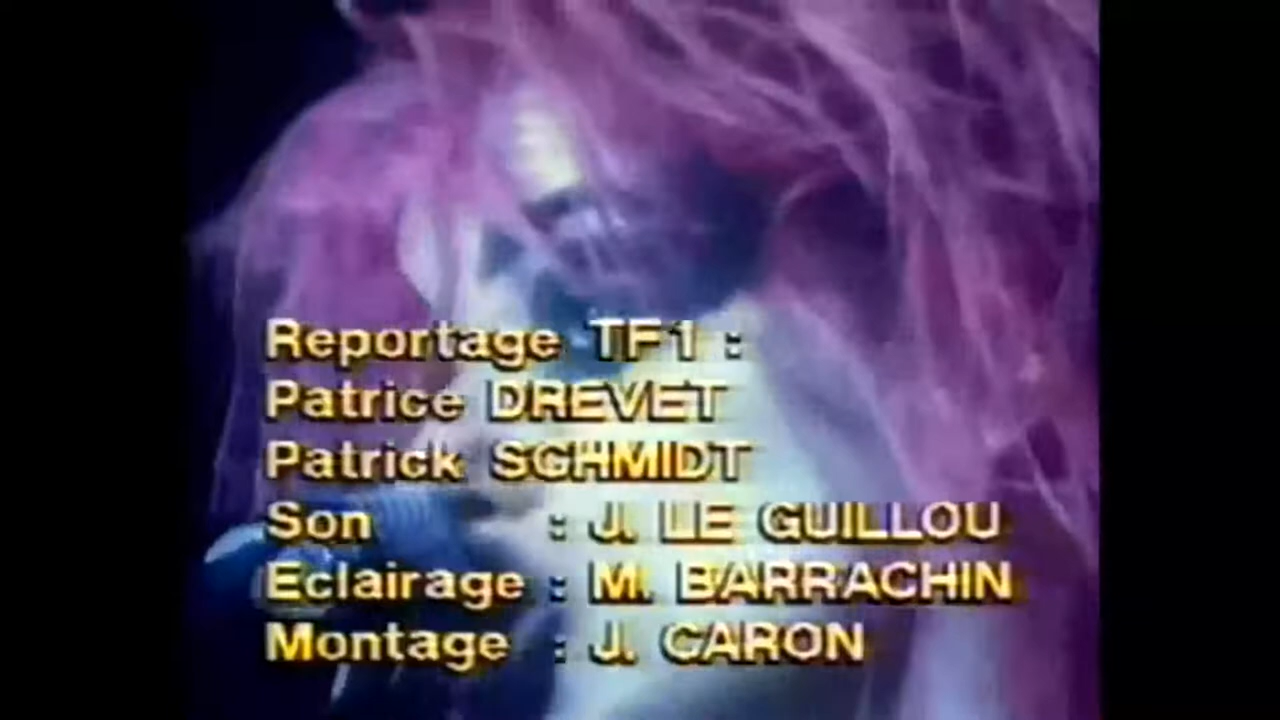 Reportage TF1 :
Patrice DREVET
Patrick SCHMIDT
Son : J. LE GUILLOU
Eclairage : M. BARRACHIN
Montage : J. CARON